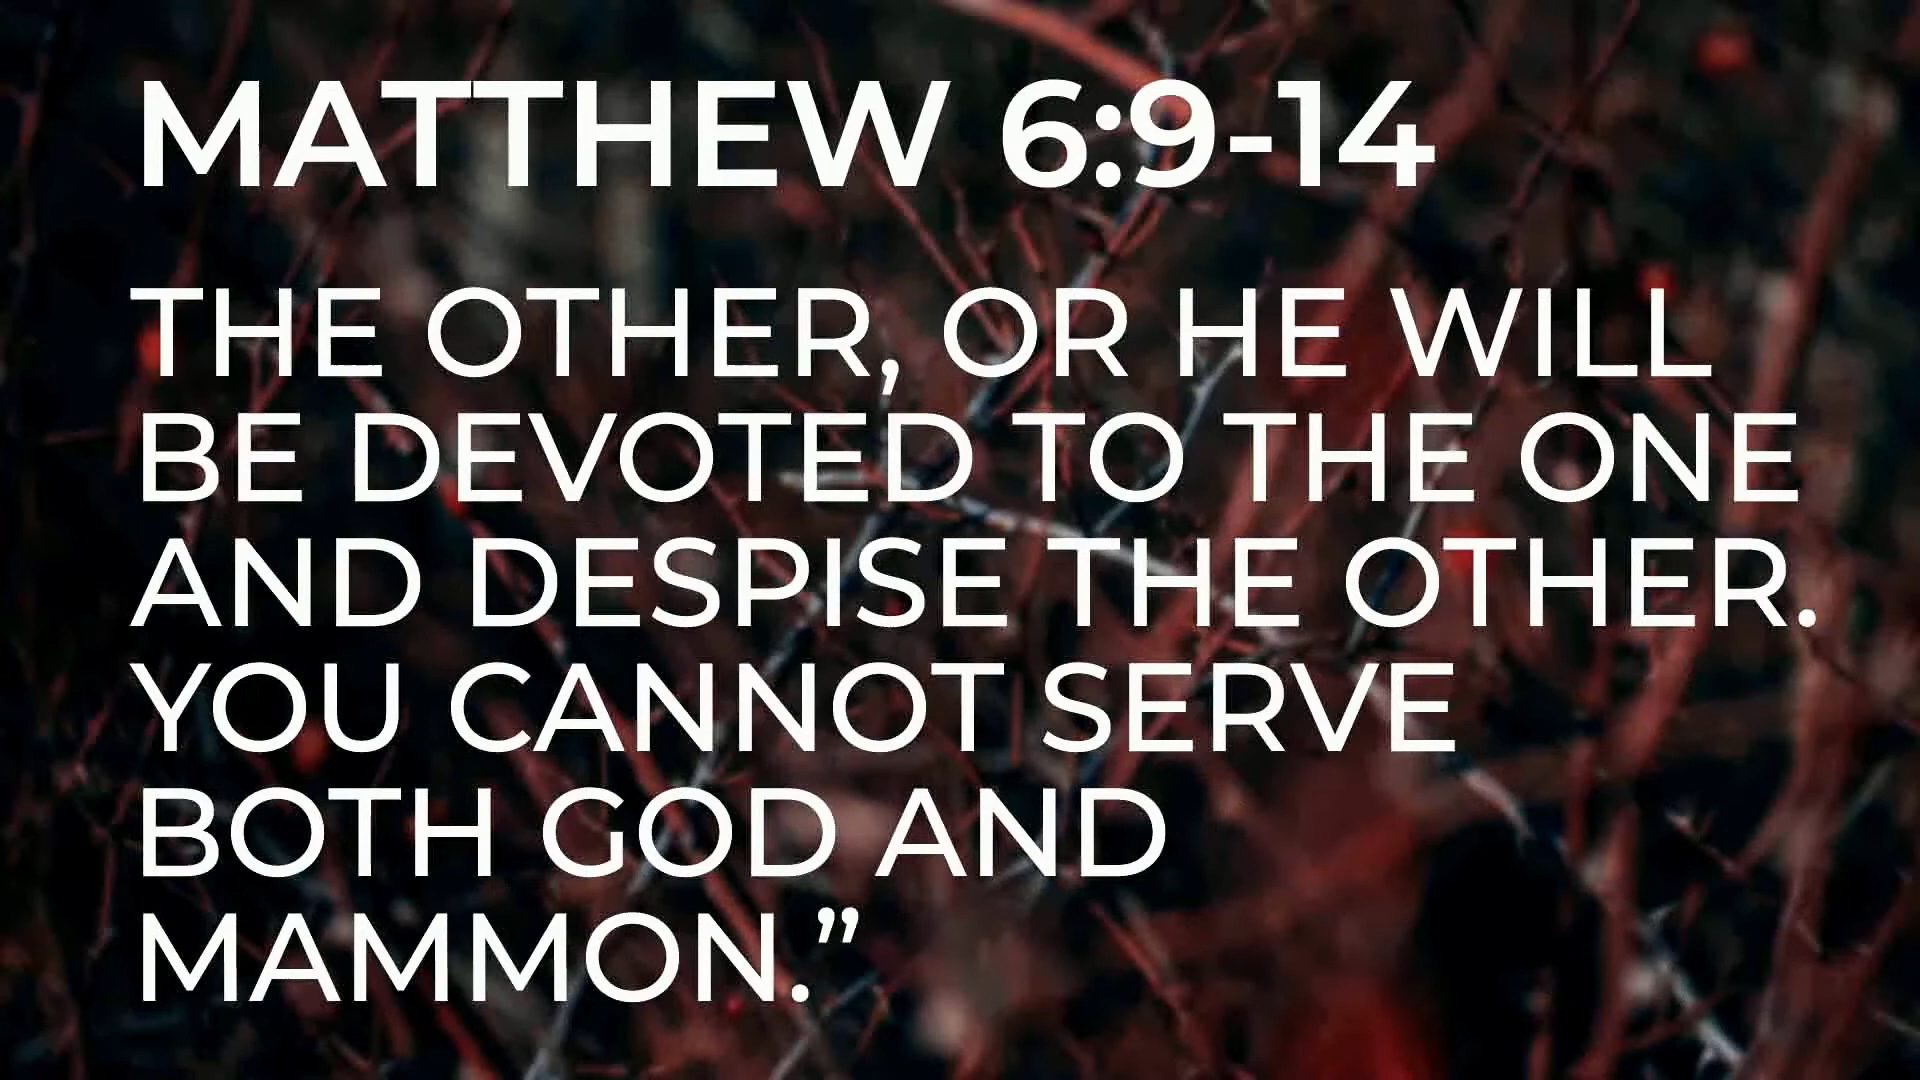 MATTHEW 6:9-14
THE OTHER, OR HE WILL
BE DEVOTED TO THE ONE
AND DESPISE THE OTHER.
YOU CANNOT SERVE
BOTH GOD AND
MAMMON.”